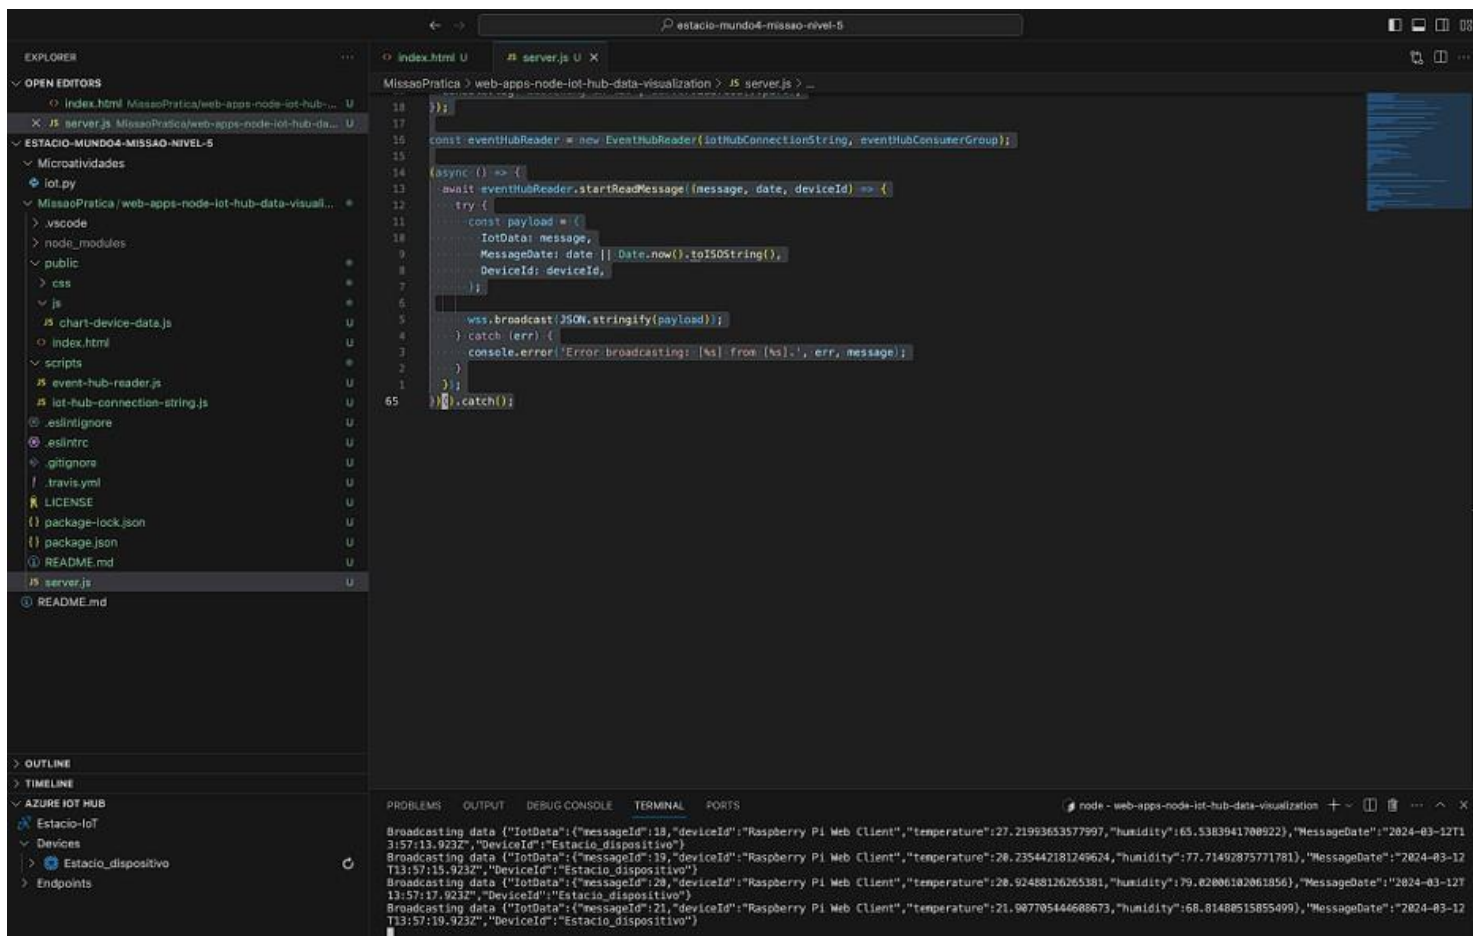 estacio-mundo4-missao-nivel-5
EXPLORER
OPEN EDITORS
index.html MissaoPratica/web-apps-node-iot-hub-... U
server.js MissaoPratica/web-apps-node-iot-hub-da... U
ESTACIO-MUNDO4-MISSAO-NIVEL-5
Microatividades
iot.py
MissaoPratica/web-apps-node-iot-hub-data-visuali...
.vscode
node_modules
public
css
js
JS chart-device-data.js U
index.html U
scripts
JS event-hub-reader.js U
JS iot-hub-connection-string.js U
.eslintignore U
.eslintrc U
.gitignore U
.travis.yml U
LICENSE U
{} package-lock.json U
{} package.json U
README.md U
JS server.js U
README.md
OUTLINE
TIMELINE
AZURE IOT HUB
Estacio-IoT
Devices
Estacio_dispositivo
Endpoints
index.html U
JS server.js U X
MissaoPratica > web-apps-node-iot-hub-data-visualization > JS server.js > ...
18 });
17
16 const eventHubReader = new EventHubReader(iotHubConnectionString, eventHubConsumerGroup);
15
14 (async () => {
13 await eventHubReader.startReadMessage((message, date, deviceId) => {
12 try {
11 const payload = {
10 IotData: message,
9 MessageDate: date || Date.now().toISOString(),
8 DeviceId: deviceId,
7 };
6
5 wss.broadcast(JSON.stringify(payload));
4 } catch (err) {
3 console.error('Error broadcasting: [%s] from [%s].', err, message);
2 }
1 });
65 })().catch();
PROBLEMS OUTPUT DEBUG CONSOLE TERMINAL PORTS
node - web-apps-node-iot-hub-data-visualization
Broadcasting data {"IotData":{"messageId":18,"deviceId":"Raspberry Pi Web Client","temperature":27.21993653577997,"humidity":65.5383941700922},"MessageDate":"2024-03-12T1
3:57:13.923Z","DeviceId":"Estacio_dispositivo"}
Broadcasting data {"IotData":{"messageId":19,"deviceId":"Raspberry Pi Web Client","temperature":20.235442181249624,"humidity":77.71492875771781},"MessageDate":"2024-03-12
T13:57:15.923Z","DeviceId":"Estacio_dispositivo"}
Broadcasting data {"IotData":{"messageId":20,"deviceId":"Raspberry Pi Web Client","temperature":20.92488126265381,"humidity":79.02006102061856},"MessageDate":"2024-03-12T
13:57:17.923Z","DeviceId":"Estacio_dispositivo"}
Broadcasting data {"IotData":{"messageId":21,"deviceId":"Raspberry Pi Web Client","temperature":21.907705444608673,"humidity":68.81480515855499},"MessageDate":"2024-03-12
T13:57:19.923Z","DeviceId":"Estacio_dispositivo"}